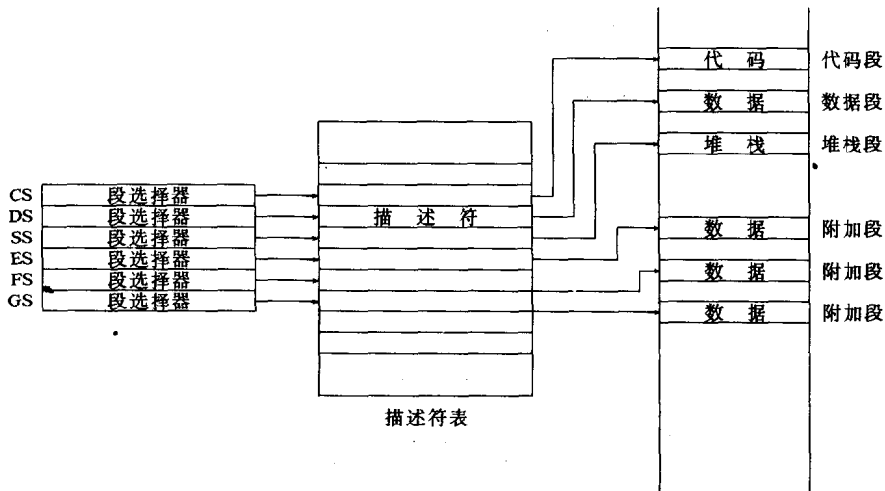 代 码 代码段
数 据 数据段
堆 栈 堆栈段
CS 段选择器
DS 段选择器 描 述 符
SS 段选择器
ES 段选择器
FS 段选择器
GS 段选择器
数 据 附加段
数 据 附加段
数 据 附加段
描述符表